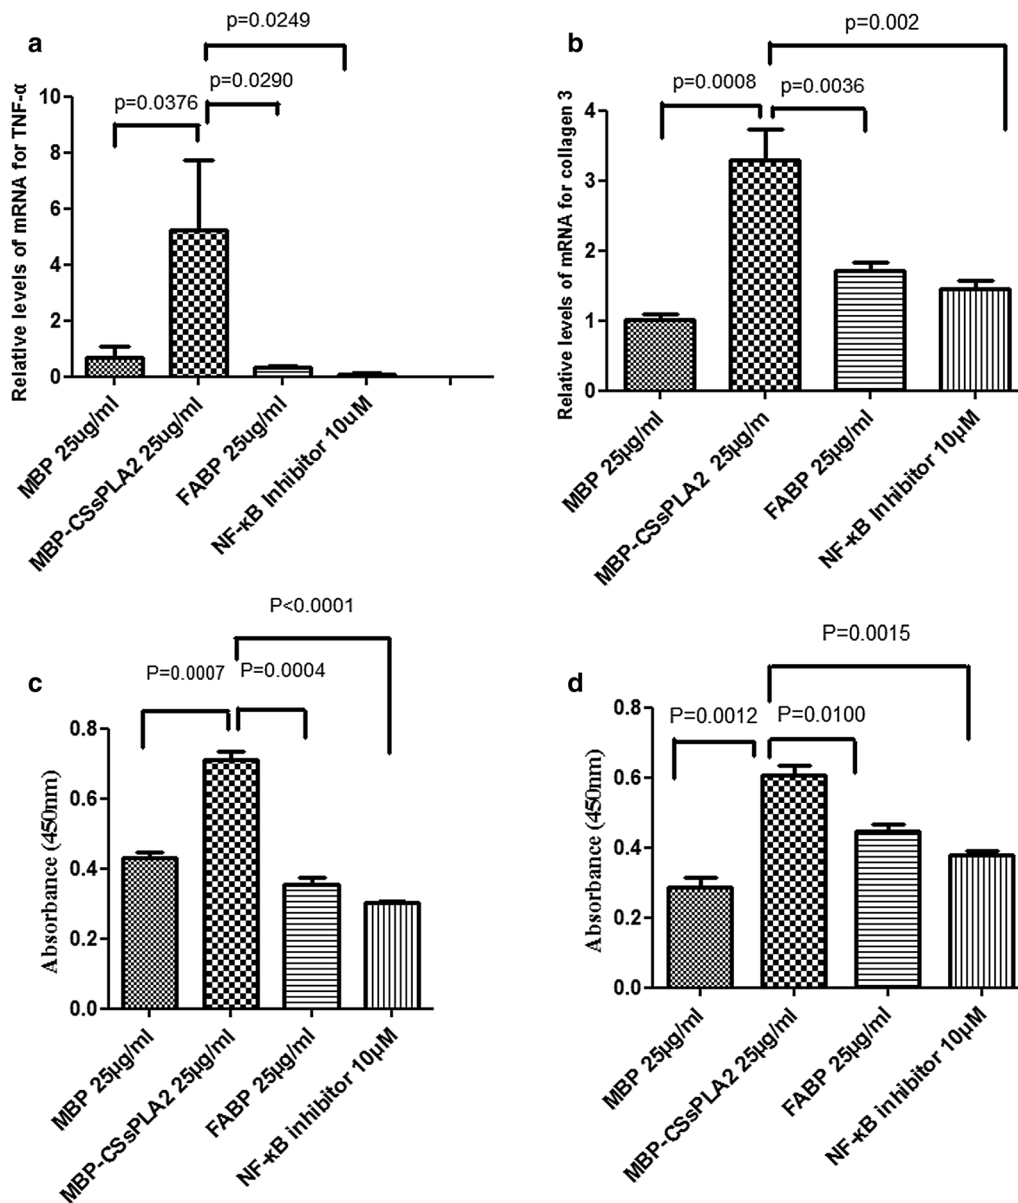 a
p=0.0249
p=0.0290
p=0.0376
Relative levels of mRNA for TNF-α
10
8
6
4
2
0
MBP 25ug/ml
MBP-CSsPLA2 25ug/ml
FABP 25ug/ml
NF-κB Inhibitor 10uM
b
p=0.002
p=0.0008
p=0.0036
Relative levels of mRNA for collagen 3
4
3
2
1
0
MBP 25µg/ml
MBP-CSsPLA2 25µg/m
FABP 25µg/ml
NF-κB Inhibitor 10µM
c
P<0.0001
P=0.0007
P=0.0004
Absorbance (450nm)
0.8
0.6
0.4
0.2
0.0
MBP 25µg/ml
MBP-CSsPLA2 25µg/ml
FABP 25µg/ml
NF-κB inhibitor 10µM
d
P=0.0015
P=0.0012
P=0.0100
Absorbance (450nm)
0.8
0.6
0.4
0.2
0.0
MBP 25µg/ml
MBP-CSsPLA2 25µg/ml
FABP 25µg/ml
NF-κB inhibitor 10µM